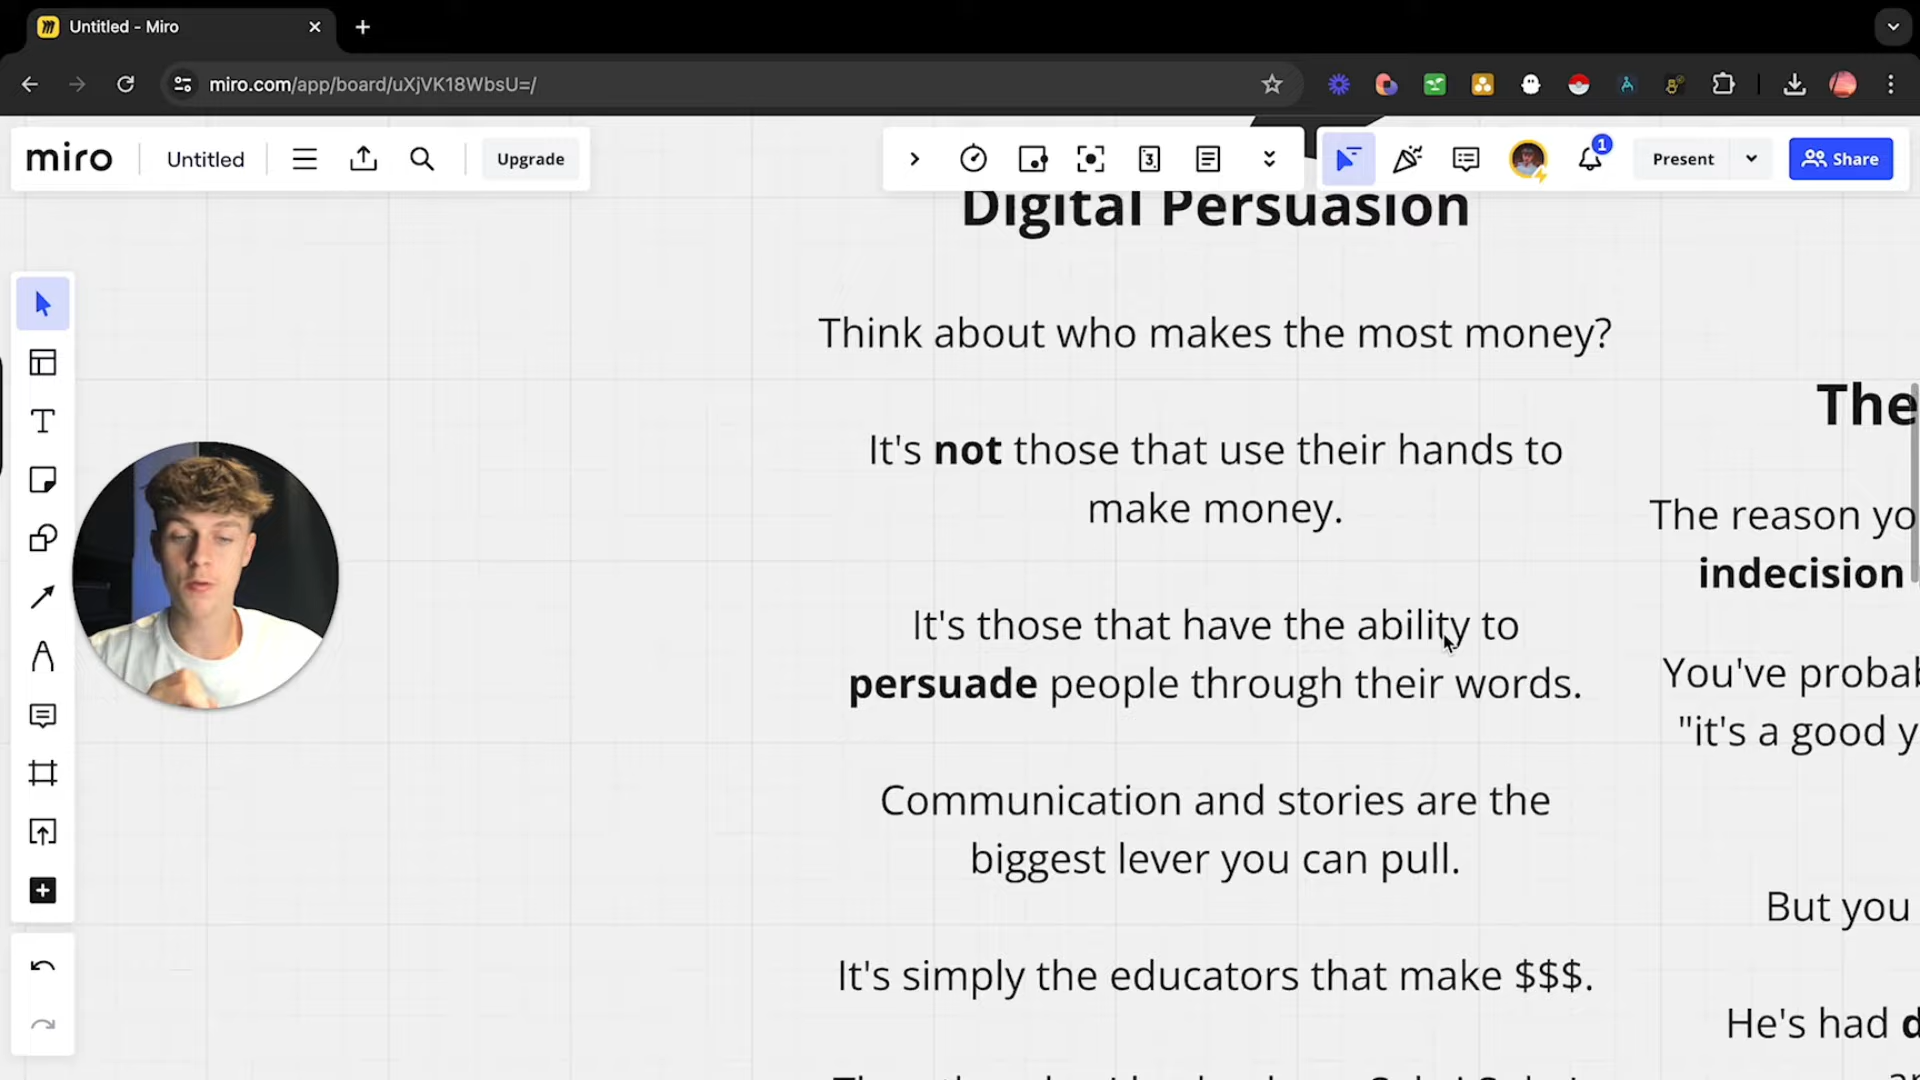 Untitled - Miro
miro.com/app/board/uXjVK18WbsU=/
miro
Untitled
Upgrade
3
1
Present
Share
Digital Persuasion
Think about who makes the most money?
It's not those that use their hands to
make money.
It's those that have the ability to
persuade people through their words.
Communication and stories are the
biggest lever you can pull.
It's simply the educators that make $$$.
The
The reason yo
indecision
You've probab
"it's a good y
But you
He's had d